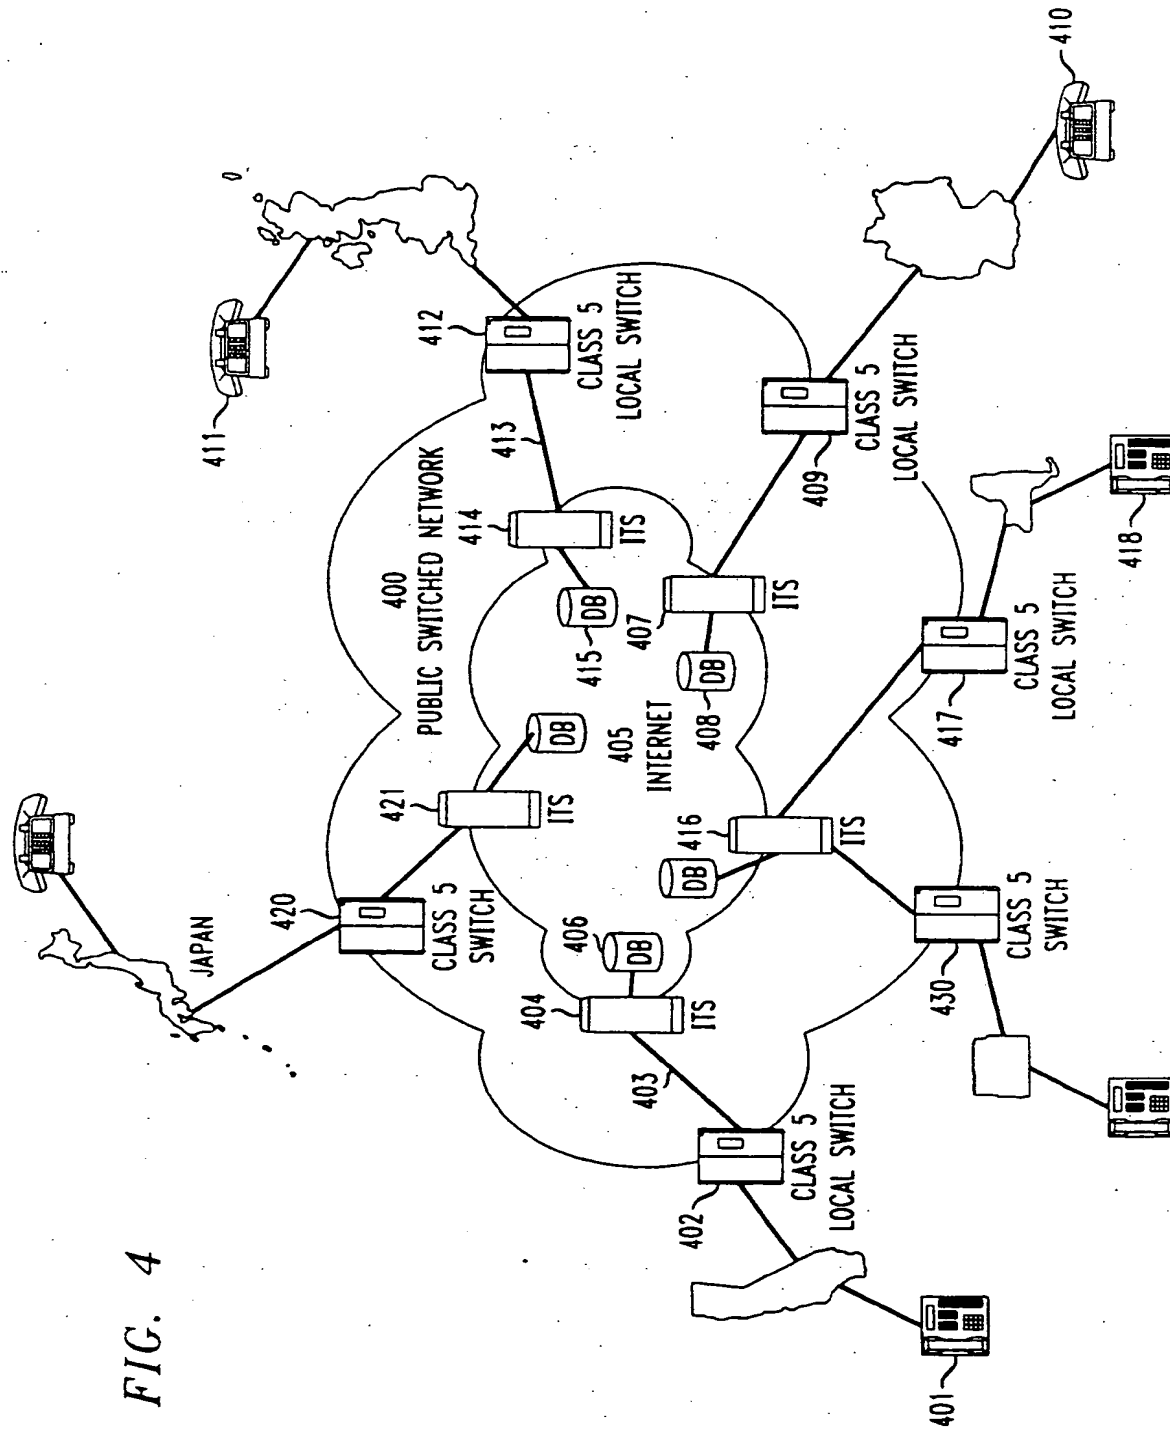 FIG. 4
JAPAN
420
CLASS 5
SWITCH
421
ITS
DB
PUBLIC SWITCHED NETWORK
400
411
412
CLASS 5
LOCAL SWITCH
413
414
ITS
DB
415
405
INTERNET
407
ITS
DB
408
409
CLASS 5
LOCAL SWITCH
410
401
402
CLASS 5
LOCAL SWITCH
403
404
ITS
DB
406
DB
416
ITS
430
CLASS 5
SWITCH
417
CLASS 5
LOCAL SWITCH
418